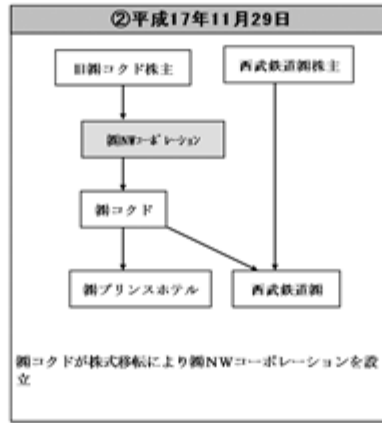 ②平成17年11月29日
旧㈱コクド株主
西武鉄道㈱株主
㈱NWコーポレーション
㈱コクド
㈱プリンスホテル
西武鉄道㈱
㈱コクドが株式移転により㈱NWコーポレーションを設
立